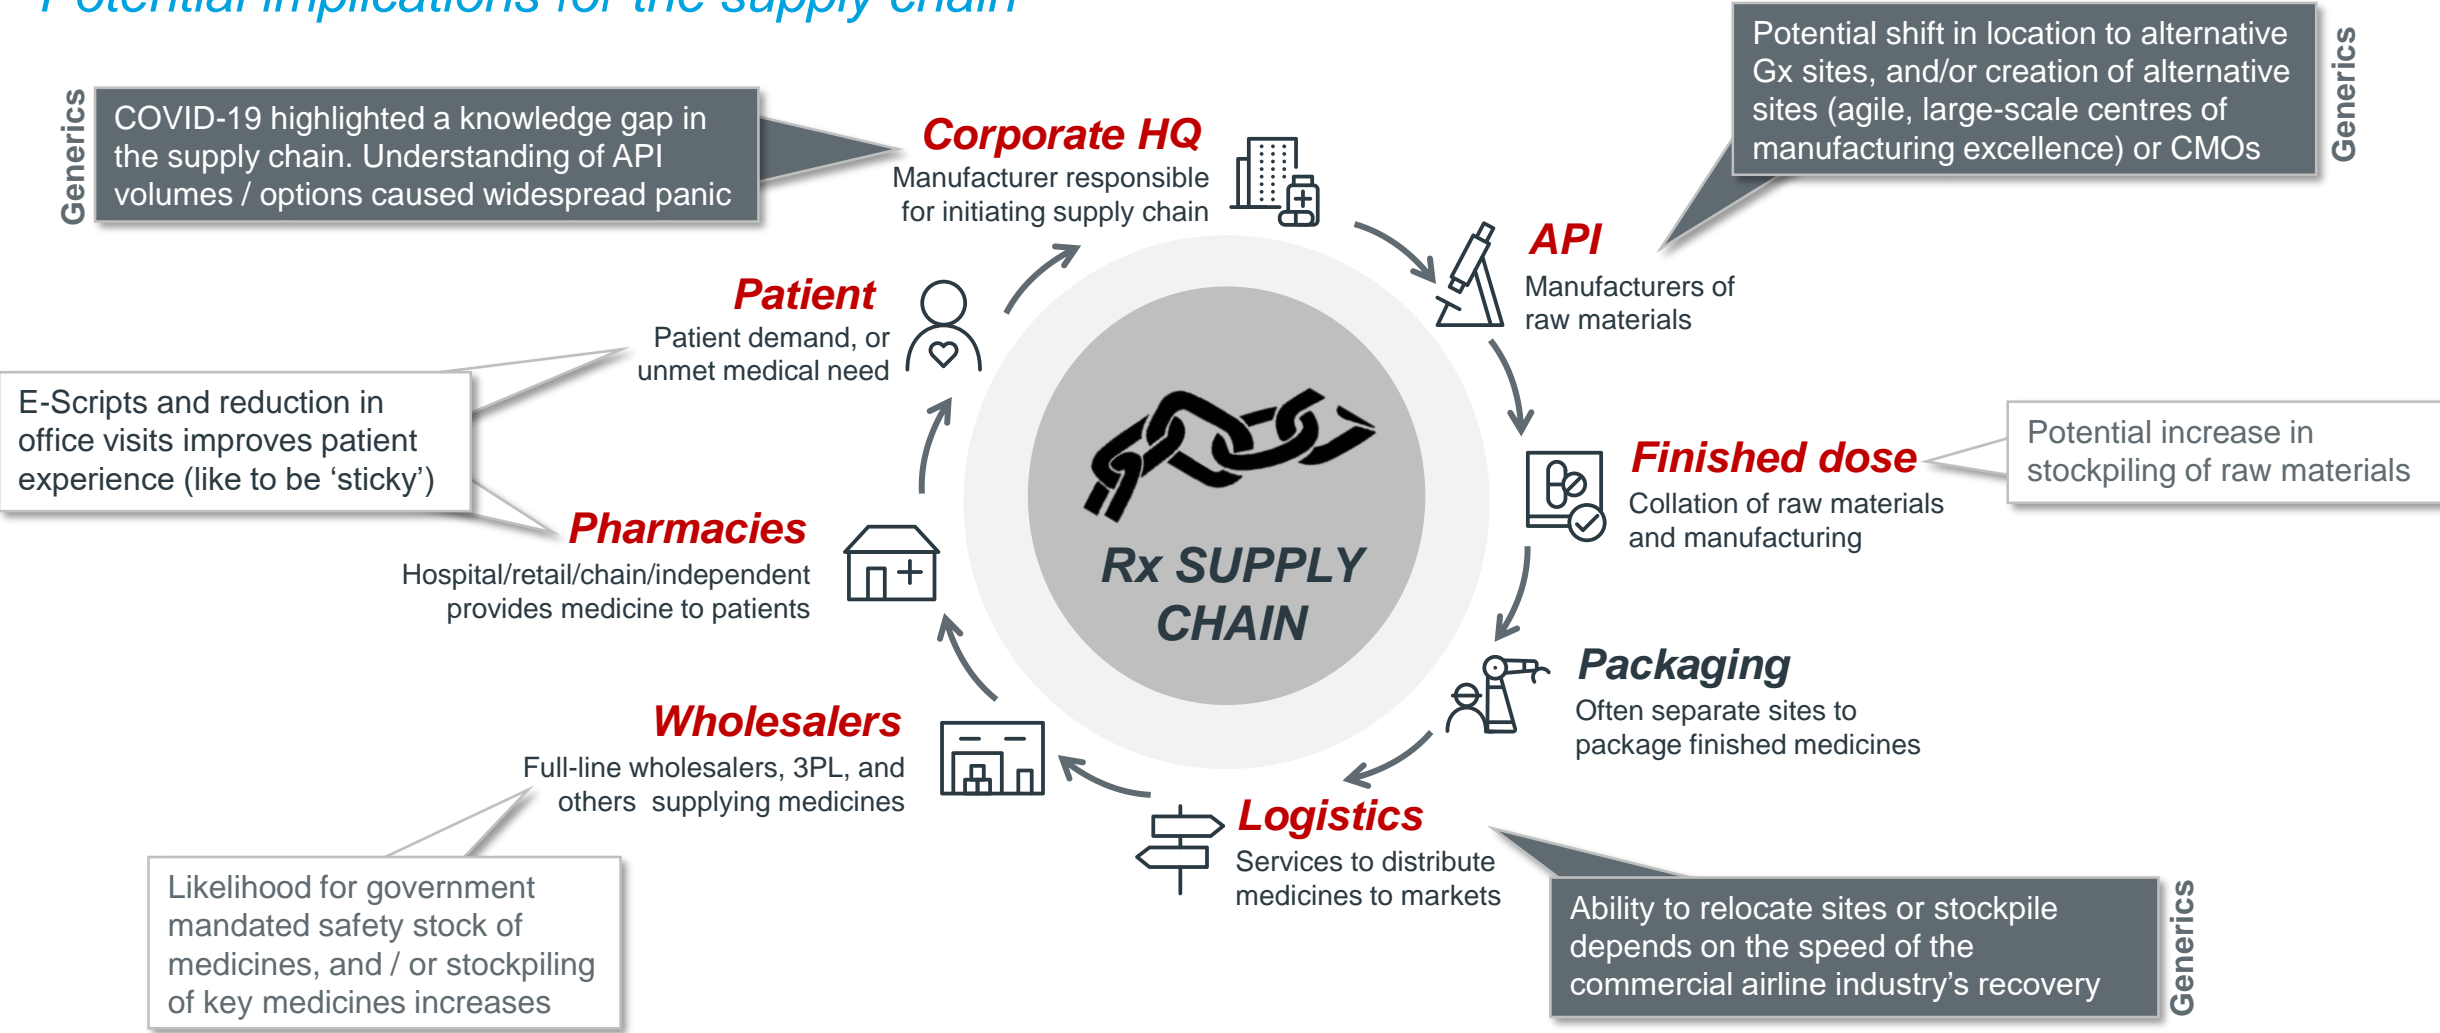 Potential implications for the supply chain
Generics
COVID-19 highlighted a knowledge gap in
the supply chain. Understanding of API
volumes / options caused widespread panic
Corporate HQ
Manufacturer responsible
for initiating supply chain
Potential shift in location to alternative
Gx sites, and/or creation of alternative
sites (agile, large-scale centres of
manufacturing excellence) or CMOs
Generics
API
Manufacturers of
raw materials
Patient
Patient demand, or
unmet medical need
E-Scripts and reduction in
office visits improves patient
experience (like to be ‘sticky’)
Finished dose
Collation of raw materials
and manufacturing
Potential increase in
stockpiling of raw materials
Pharmacies
Hospital/retail/chain/independent
provides medicine to patients
Rx SUPPLY
CHAIN
Packaging
Often separate sites to
package finished medicines
Wholesalers
Full-line wholesalers, 3PL, and
others  supplying medicines
Logistics
Services to distribute
medicines to markets
Likelihood for government
mandated safety stock of
medicines, and / or stockpiling
of key medicines increases
Ability to relocate sites or stockpile
depends on the speed of the
commercial airline industry’s recovery
Generics